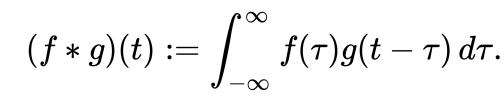 (f ∗ g)(t) := ∫_{−∞}^{∞} f(τ)g(t − τ) dτ.